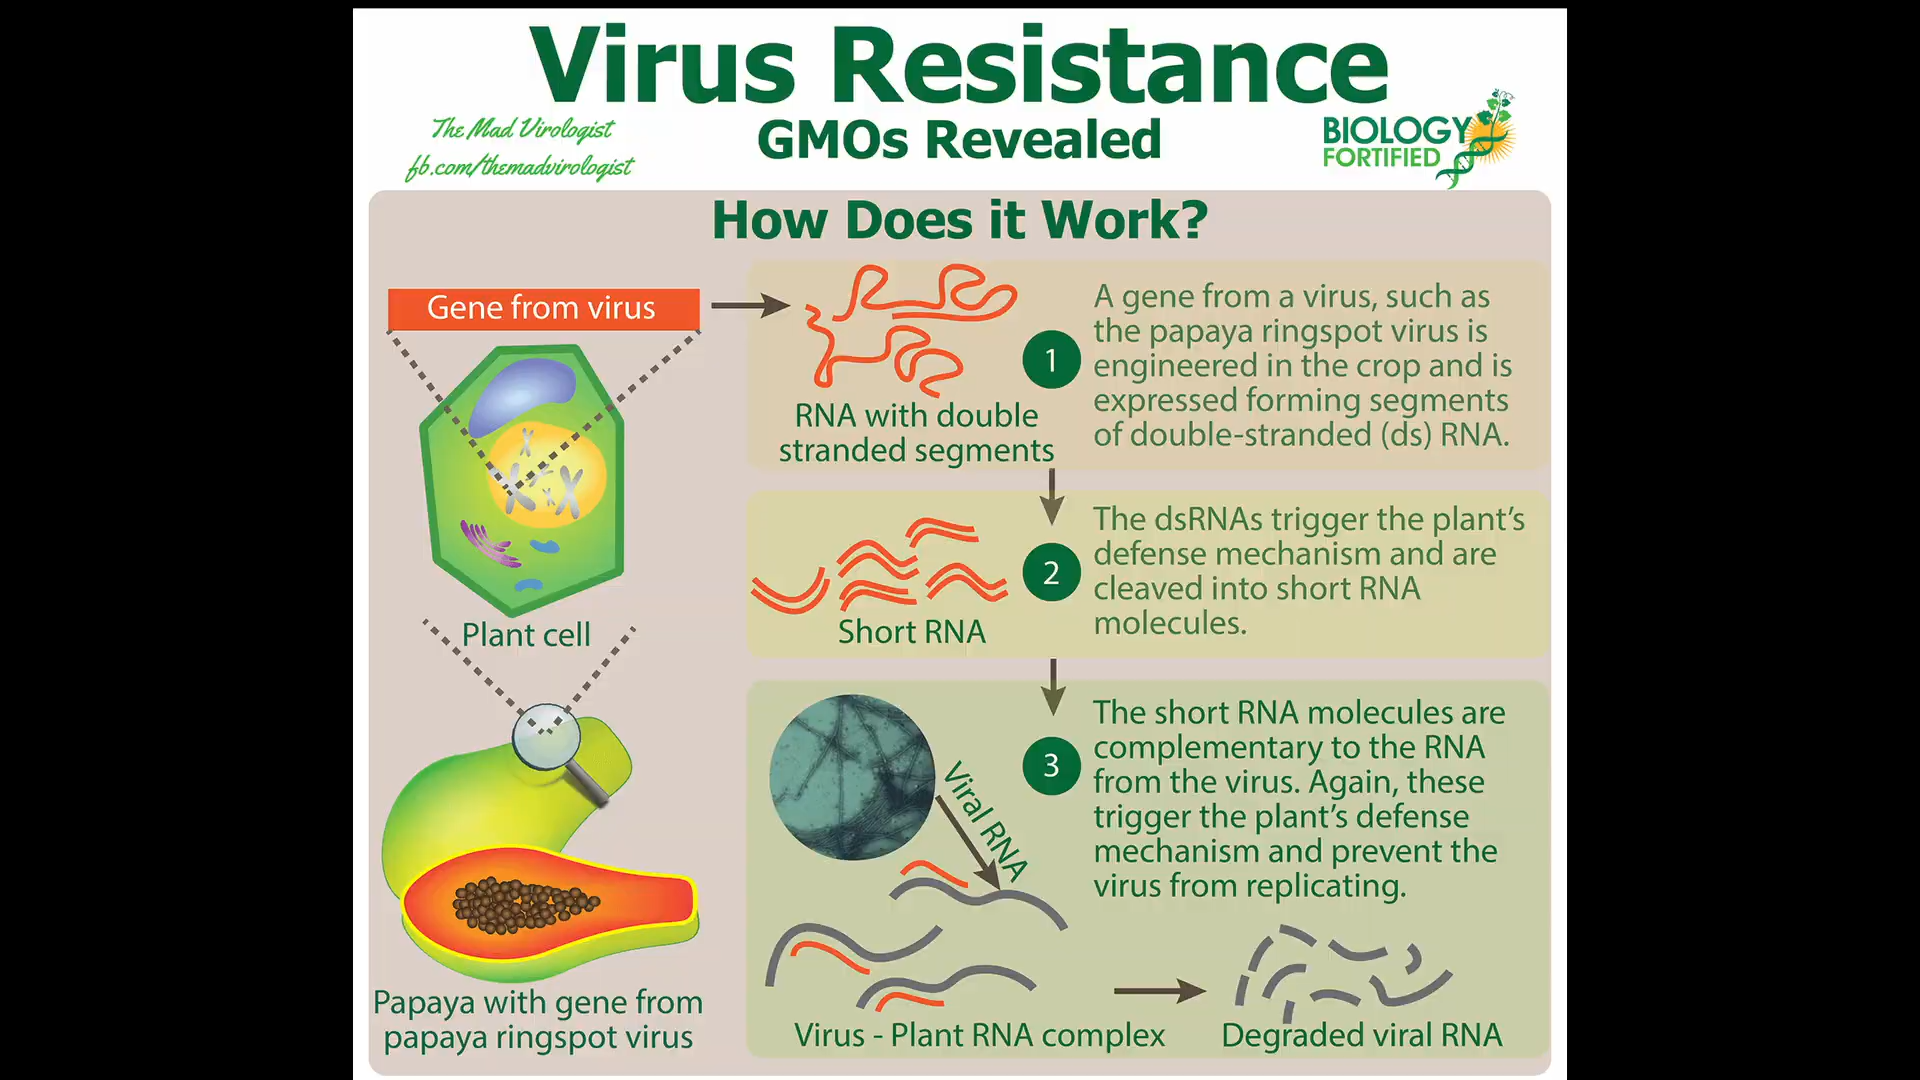 Virus Resistance
GMOs Revealed
The Mad Virologist
fb.com/themadvirologist
BIOLOGY
FORTIFIED
How Does it Work?
Gene from virus
Plant cell
Papaya with gene from
papaya ringspot virus
RNA with double
stranded segments
1
A gene from a virus, such as
the papaya ringspot virus is
engineered in the crop and is
expressed forming segments
of double-stranded (ds) RNA.
Short RNA
2
The dsRNAs trigger the plant’s
defense mechanism and are
cleaved into short RNA
molecules.
Viral RNA
3
The short RNA molecules are
complementary to the RNA
from the virus. Again, these
trigger the plant’s defense
mechanism and prevent the
virus from replicating.
Virus - Plant RNA complex
Degraded viral RNA